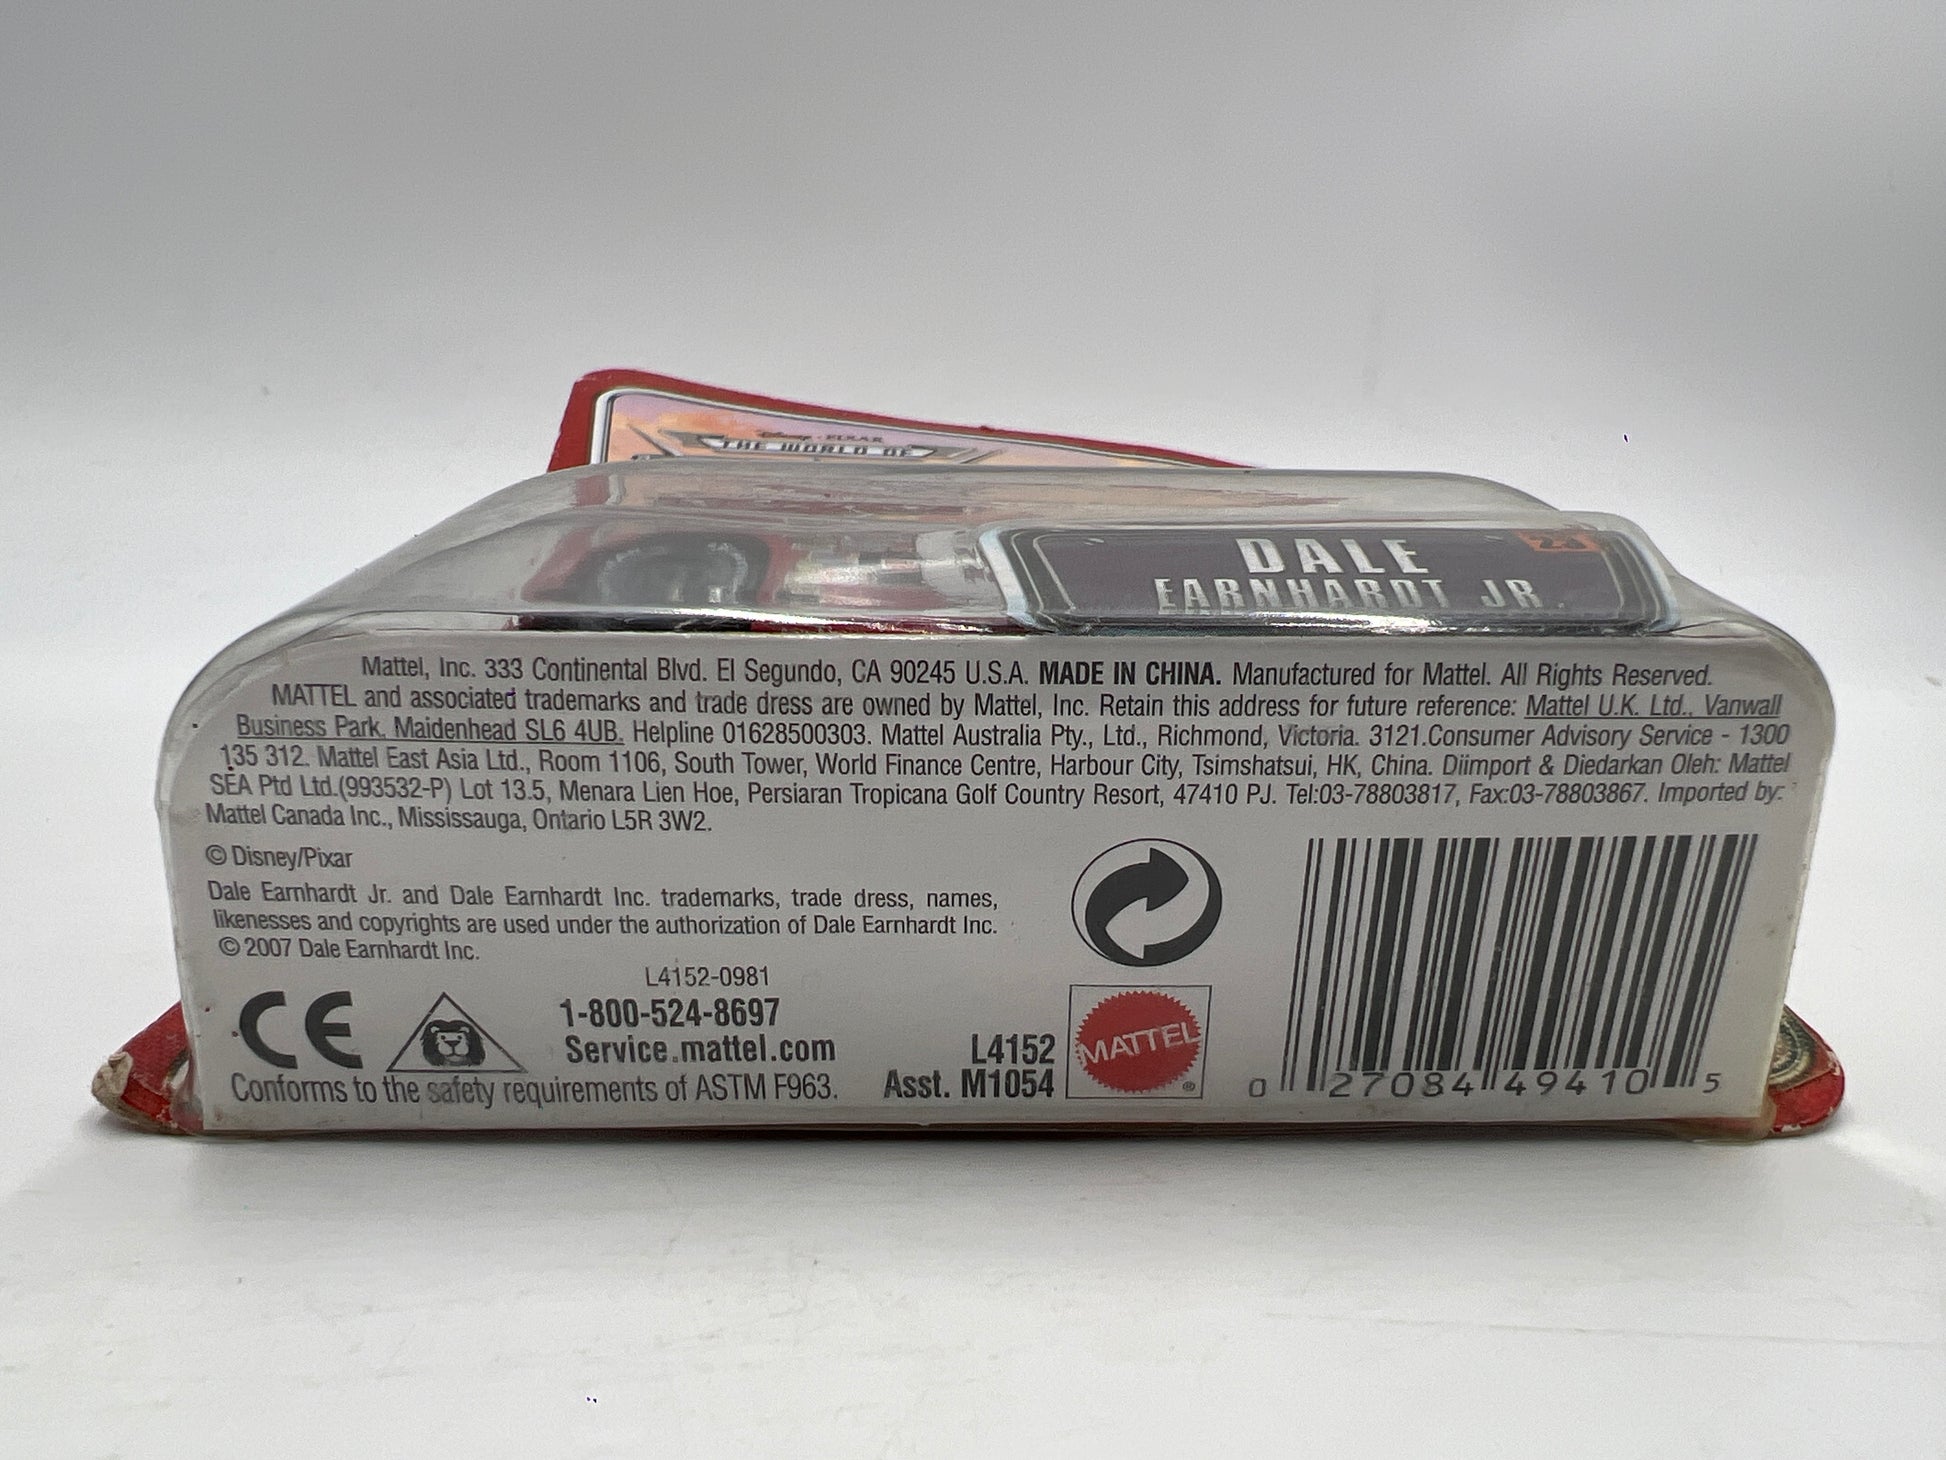 Disney · PIXAR
THE WORLD OF
23
DALE
EARNHARDT JR.
Mattel, Inc. 333 Continental Blvd. El Segundo, CA 90245 U.S.A. MADE IN CHINA. Manufactured for Mattel. All Rights Reserved.
MATTEL and associated trademarks and trade dress are owned by Mattel, Inc. Retain this address for future reference: Mattel U.K. Ltd., Vanwall
Business Park, Maidenhead SL6 4UB. Helpline 01628500303. Mattel Australia Pty., Ltd., Richmond, Victoria. 3121.Consumer Advisory Service - 1300
135 312. Mattel East Asia Ltd., Room 1106, South Tower, World Finance Centre, Harbour City, Tsimshatsui, HK, China. Diimport & Diedarkan Oleh: Mattel
SEA Ptd Ltd.(993532-P) Lot 13.5, Menara Lien Hoe, Persiaran Tropicana Golf Country Resort, 47410 PJ. Tel:03-78803817, Fax:03-78803867. Imported by:
Mattel Canada Inc., Mississauga, Ontario L5R 3W2.
© Disney/Pixar
Dale Earnhardt Jr. and Dale Earnhardt Inc. trademarks, trade dress, names,
likenesses and copyrights are used under the authorization of Dale Earnhardt Inc.
© 2007 Dale Earnhardt Inc.
L4152-0981
CE
1-800-524-8697
Service.mattel.com
Conforms to the safety requirements of ASTM F963.
L4152
Asst. M1054
MATTEL ®
0 27084 49410 5